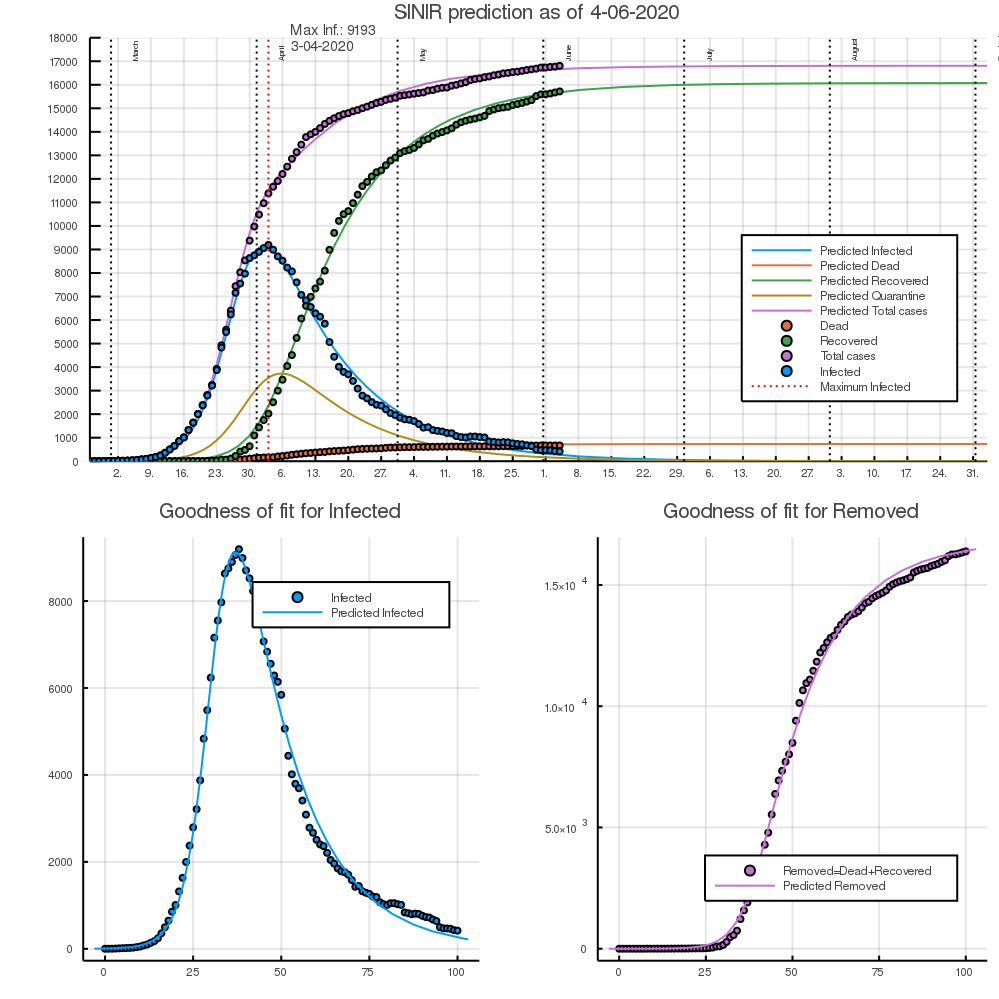 SINIR prediction as of 4-06-2020
Max Inf.: 9193
3-04-2020
March
April
May
June
July
August
18000
17000
16000
15000
14000
13000
12000
11000
10000
9000
8000
7000
6000
5000
4000
3000
2000
1000
0
2. 9. 16. 23. 30. 6. 13. 20. 27. 4. 11. 18. 25. 1. 8. 15. 22. 29. 6. 13. 20. 27. 3. 10. 17. 24. 31.
Predicted Infected
Predicted Dead
Predicted Recovered
Predicted Quarantine
Predicted Total cases
Dead
Recovered
Total cases
Infected
Maximum Infected
Goodness of fit for Infected
8000
6000
4000
2000
0
0 25 50 75 100
Infected
Predicted Infected
Goodness of fit for Removed
1.5×10 4
1.0×10 4
5.0×10 3
0
0 25 50 75 100
Removed=Dead+Recovered
Predicted Removed